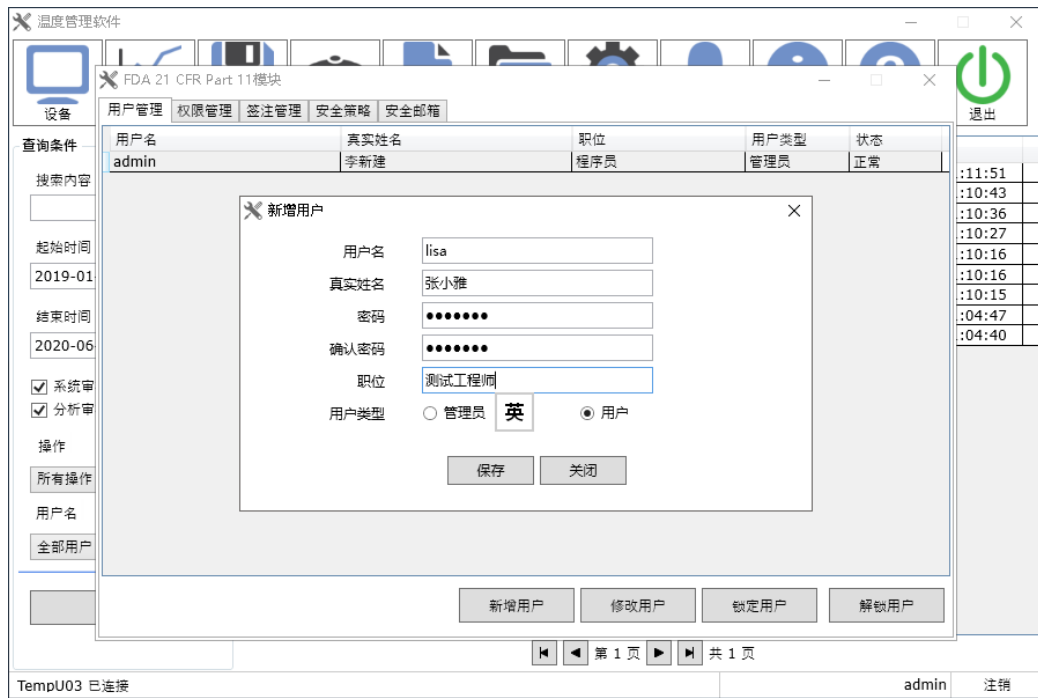 温度管理软件
设备
退出
FDA 21 CFR Part 11模块
用户管理 权限管理 签注管理 安全策略 安全邮箱
用户名 真实姓名 职位 用户类型 状态
admin 李新建 程序员 管理员 正常
查询条件
搜索内容
起始时间
2019-01
结束时间
2020-06
系统审
分析审
操作
所有操作
用户名
全部用户
:11:51
:10:43
:10:36
:10:27
:10:16
:10:16
:10:15
:04:47
:04:40
新增用户
用户名 lisa
真实姓名 张小雅
密码 ●●●●●●●
确认密码 ●●●●●●●
职位 测试工程师
用户类型 管理员 英 用户
保存 关闭
新增用户 修改用户 锁定用户 解锁用户
第 1 页 共 1 页
TempU03 已连接 admin 注销